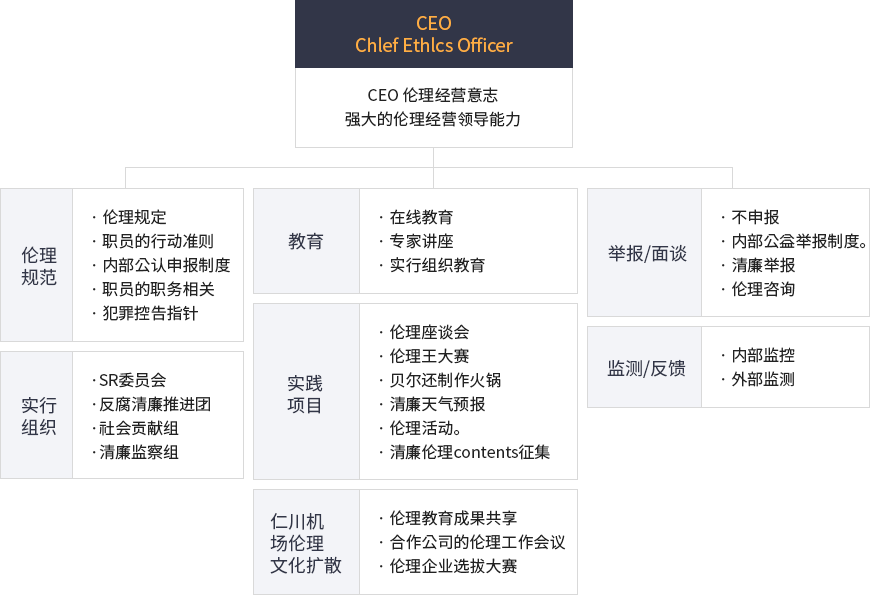 CEO
Chlef Ethlcs Officer
CEO 伦理经营意志
强大的伦理经营领导能力
伦理
规范
· 伦理规定
· 职员的行动准则
· 内部公认申报制度
· 职员的职务相关
· 犯罪控告指针
实行
组织
·SR委员会
·反腐清廉推进团
·社会贡献组
·清廉监察组
教育
· 在线教育
· 专家讲座
· 实行组织教育
实践
项目
· 伦理座谈会
· 伦理王大赛
· 贝尔还制作火锅
· 清廉天气预报
· 伦理活动。
· 清廉伦理contents征集
仁川机
场伦理
文化扩散
· 伦理教育成果共享
· 合作公司的伦理工作会议
· 伦理企业选拔大赛
举报/面谈
· 不申报
· 内部公益举报制度。
· 清廉举报
· 伦理咨询
监测/反馈
· 内部监控
· 外部监测